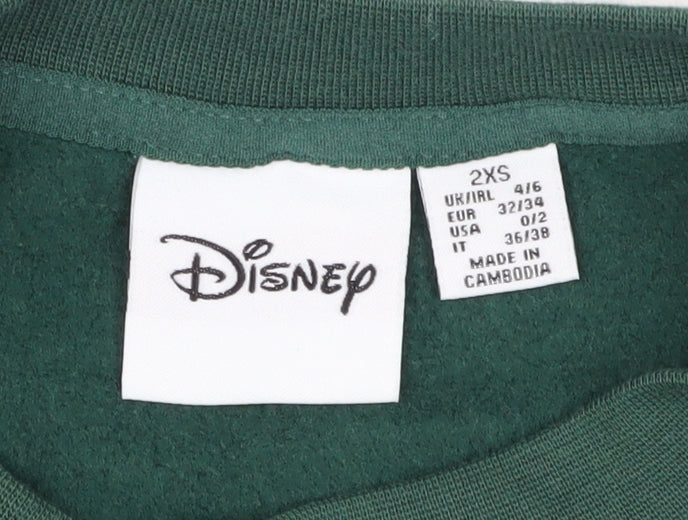 Disney
2XS
UK/IRL 4/6
EUR 32/34
USA 0/2
IT 36/38
MADE IN
CAMBODIA